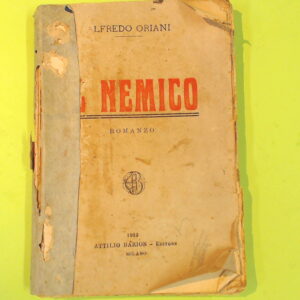 LFREDO ORIANI
NEMICO
ROMANZO
ATTILIO BARION - EDITORE
MILANO